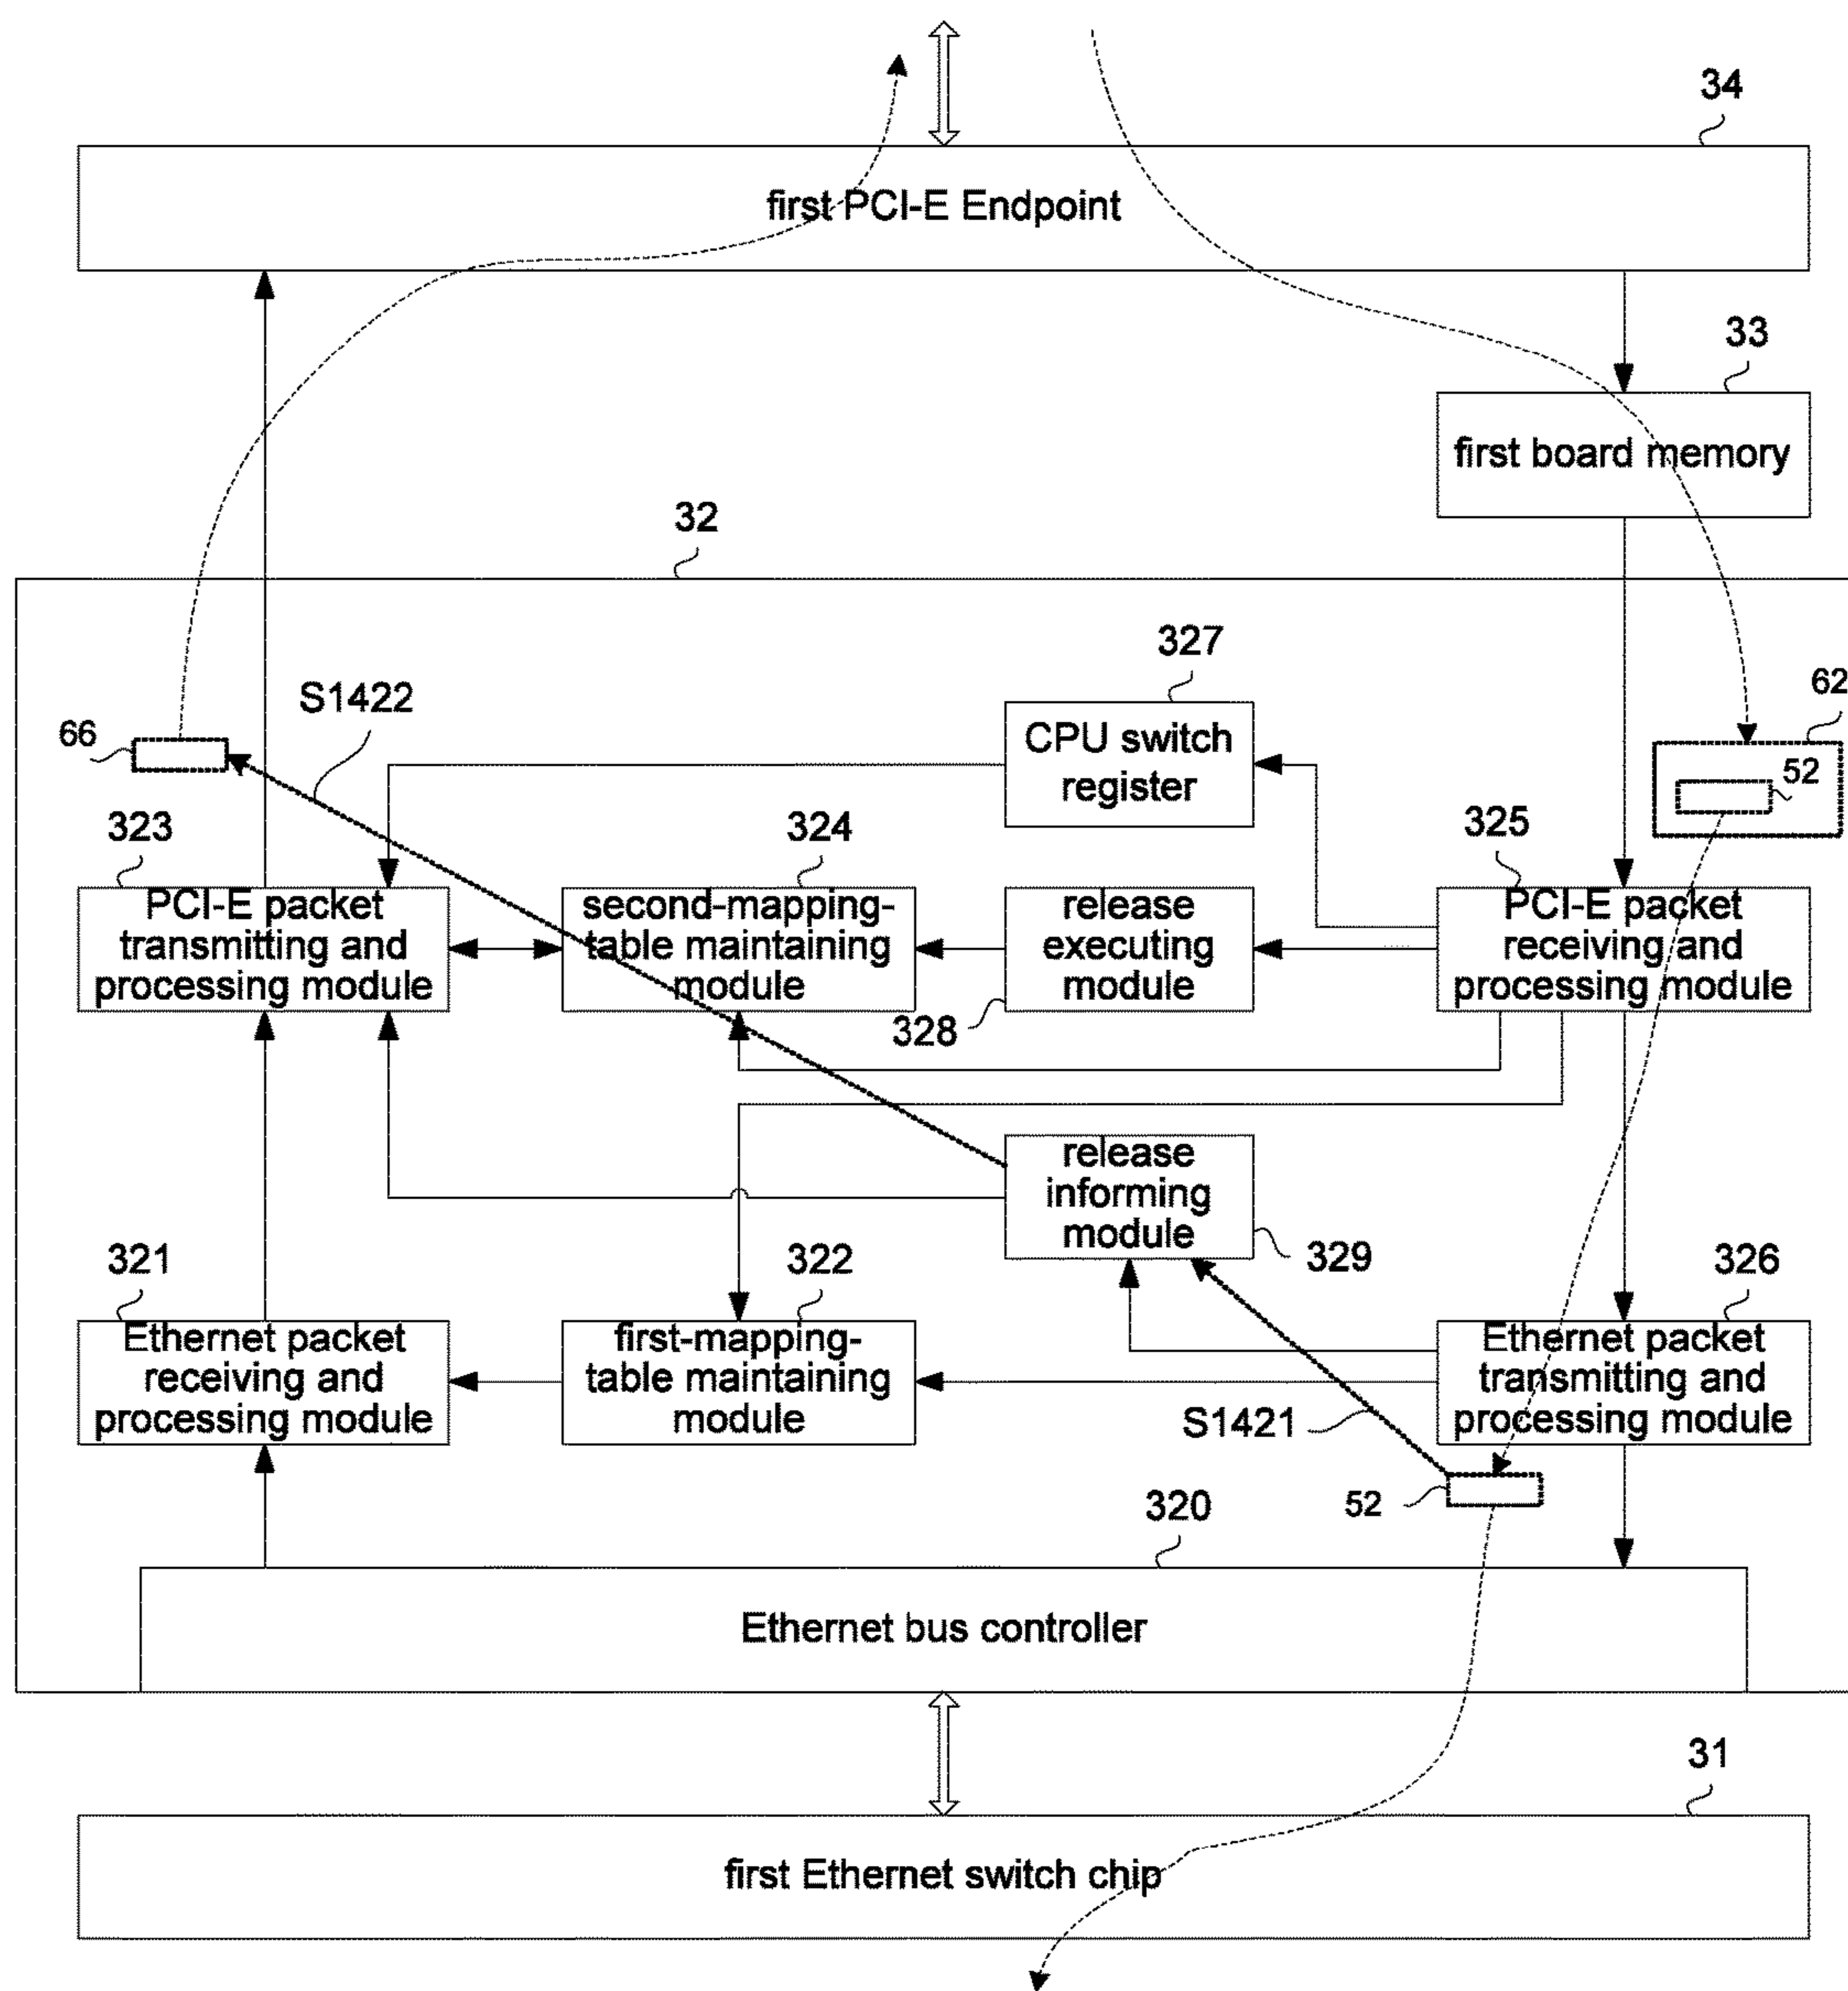 34
first PCI-E Endpoint
33
first board memory
32
327
S1422
62
66
CPU switch
register
52
323
324
325
PCI-E packet
transmitting and
processing module
second-mapping-
table maintaining
module
release
executing
module
PCI-E packet
receiving and
processing module
328
release
informing
module
321
322
329
326
Ethernet packet
receiving and
processing module
first-mapping-
table maintaining
module
Ethernet packet
transmitting and
processing module
S1421
52
320
Ethernet bus controller
31
first Ethernet switch chip